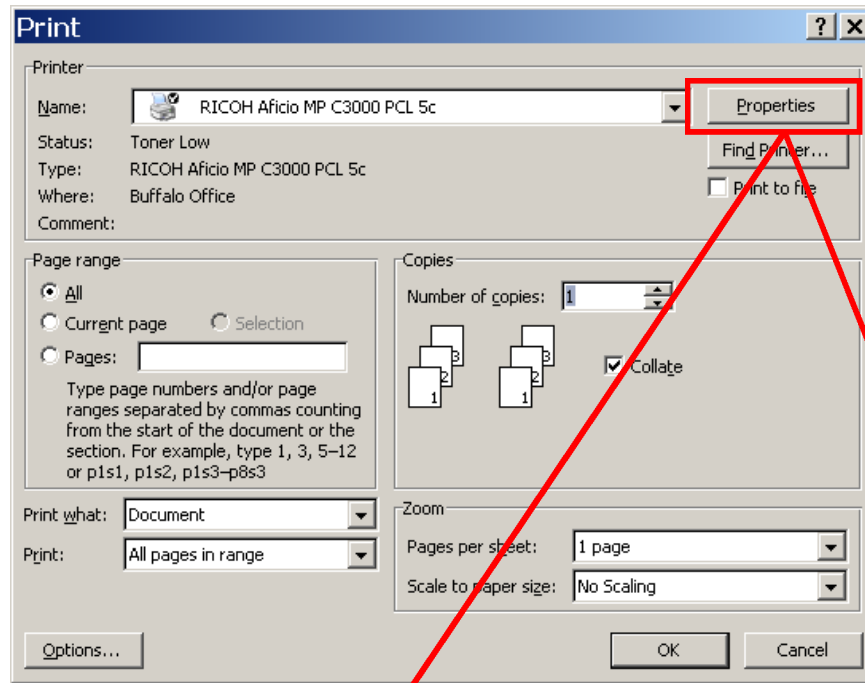 Print
Printer
Name: RICOH Aficio MP C3000 PCL 5c
Properties
Status: Toner Low
Find Printer...
Type: RICOH Aficio MP C3000 PCL 5c
Where: Buffalo Office
Print to file
Comment:
Page range
All
Current page Selection
Pages:
Type page numbers and/or page
ranges separated by commas counting
from the start of the document or the
section. For example, type 1, 3, 5–12
or p1s1, p1s2, p1s3–p8s3
Copies
Number of copies: 1
3 3
2 2
1 1
Collate
Print what: Document
Print: All pages in range
Zoom
Pages per sheet: 1 page
Scale to paper size: No Scaling
Options...
OK Cancel